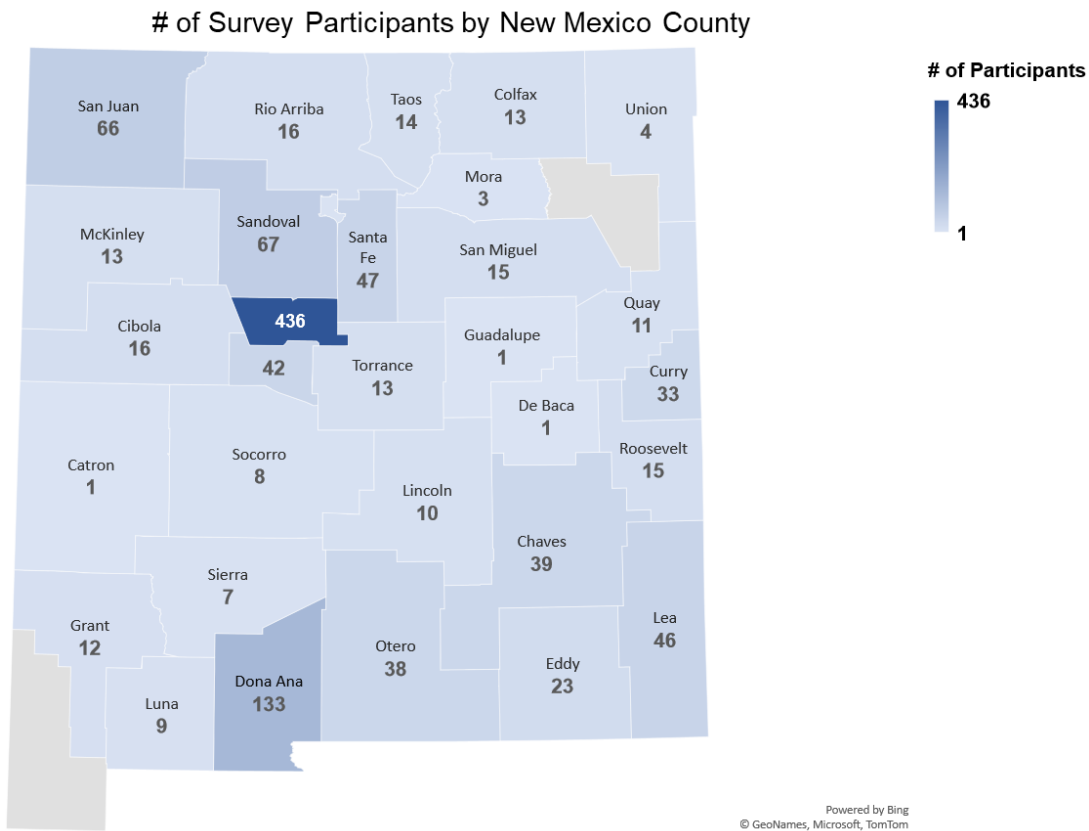 # of Survey Participants by New Mexico County
# of Participants
436
1
San Juan
66
Rio Arriba
16
Taos
14
Colfax
13
Union
4
Mora
3
McKinley
13
Sandoval
67
Santa
Fe
47
San Miguel
15
Quay
11
Cibola
16
436
42
Torrance
13
Guadalupe
1
Curry
33
De Baca
1
Roosevelt
15
Catron
1
Socorro
8
Lincoln
10
Chaves
39
Sierra
7
Grant
12
Luna
9
Dona Ana
133
Otero
38
Eddy
23
Lea
46
Powered by Bing
© GeoNames, Microsoft, TomTom